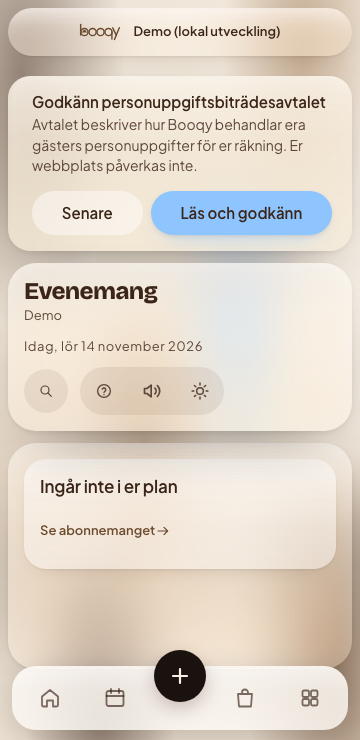 booqy Demo (lokal utveckling)
Godkänn personuppgiftsbiträdesavtalet
Avtalet beskriver hur Booqy behandlar era
gästers personuppgifter för er räkning. Er
webbplats påverkas inte.
Senare Läs och godkänn
Evenemang
Demo
Idag, lör 14 november 2026
Ingår inte i er plan
Se abonnemanget→